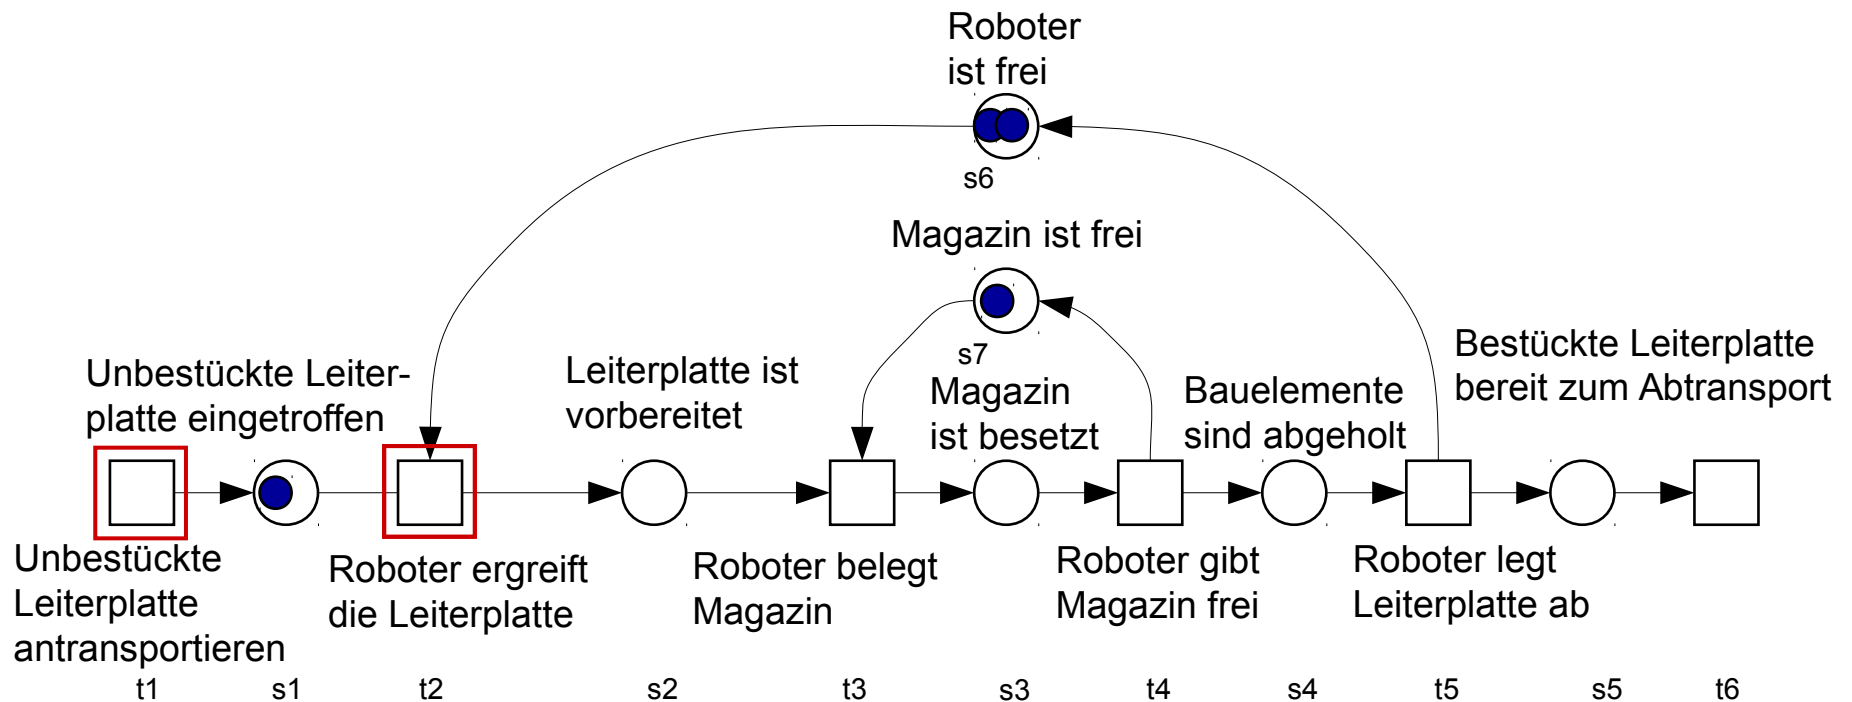 Roboter
ist frei
s6
Magazin ist frei
s7
Unbestückte Leiter-
platte eingetroffen
Leiterplatte ist
vorbereitet
Magazin
ist besetzt
Bauelemente
sind abgeholt
Bestückte Leiterplatte
bereit zum Abtransport
Unbestückte
Leiterplatte
antransportieren
Roboter ergreift
die Leiterplatte
Roboter belegt
Magazin
Roboter gibt
Magazin frei
Roboter legt
Leiterplatte ab
t1 s1 t2 s2 t3 s3 t4 s4 t5 s5 t6